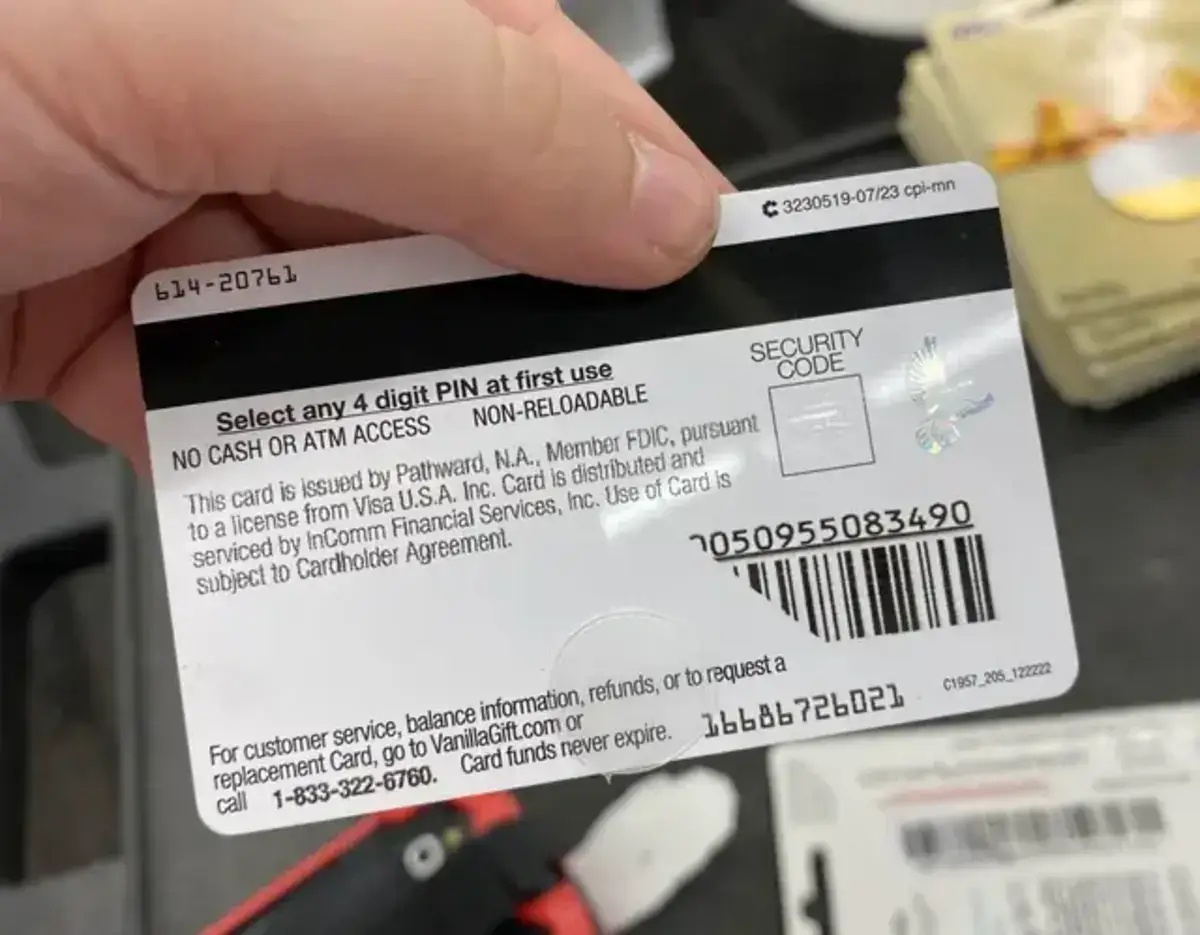 614-20761
3230519-07/23 cpi-mn
Select any 4 digit PIN at first use
NO CASH OR ATM ACCESS NON-RELOADABLE
SECURITY
CODE
This card is issued by Pathward, N.A., Member FDIC, pursuant
to a license from Visa U.S.A. Inc. Card is distributed and
serviced by InComm Financial Services, Inc. Use of Card is
subject to Cardholder Agreement.
050955083490
For customer service, balance information, refunds, or to request a
replacement Card, go to VanillaGift.com or
call 1-833-322-6760. Card funds never expire.
16686726021
C1957_205_122222